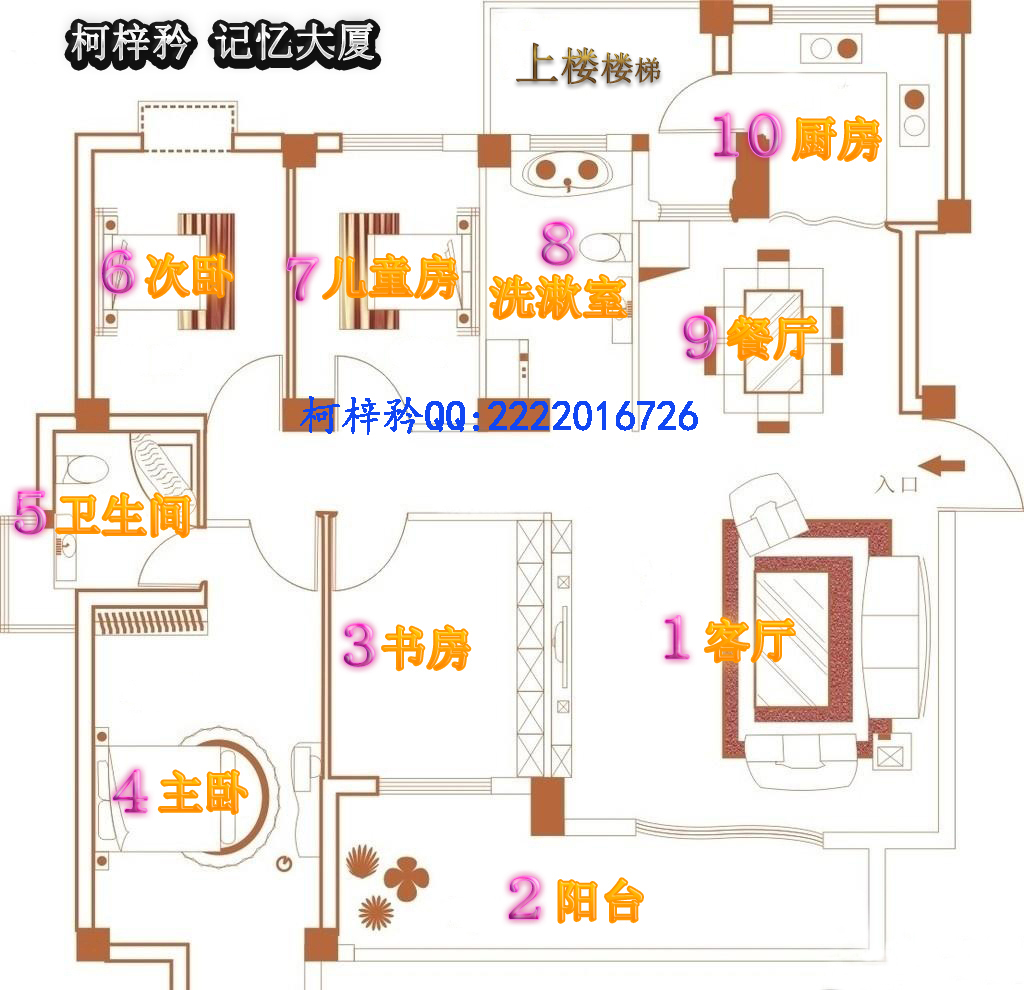 柯梓矜 记忆大厦
上楼楼梯
10 厨房
6 次卧
7 儿童房
8 洗漱室
9 餐厅
柯梓矜QQ:2222016726
入口
5 卫生间
3 书房
1 客厅
4 主卧
2 阳台